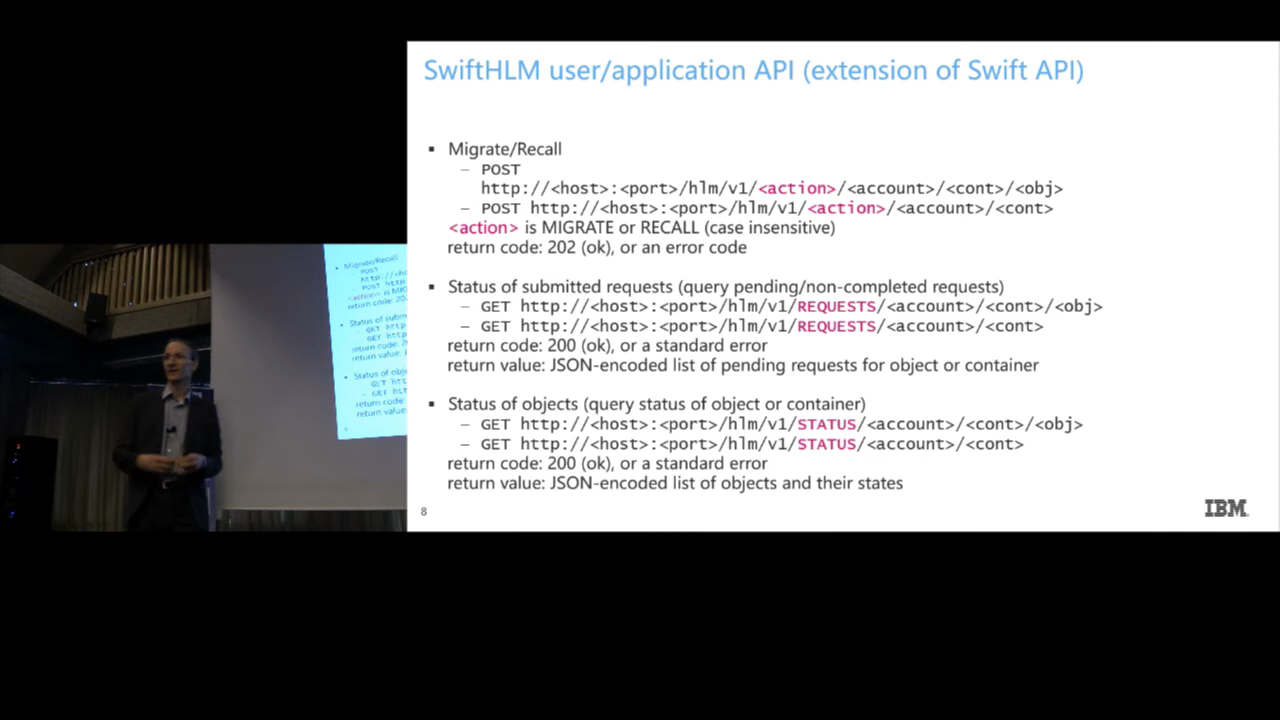 SwiftHLM user/application API (extension of Swift API)
▪ Migrate/Recall
– POST
http://<host>:<port>/hlm/v1/<action>/<account>/<cont>/<obj>
– POST http://<host>:<port>/hlm/v1/<action>/<account>/<cont>
<action> is MIGRATE or RECALL (case insensitive)
return code: 202 (ok), or an error code
▪ Status of submitted requests (query pending/non-completed requests)
– GET http://<host>:<port>/hlm/v1/REQUESTS/<account>/<cont>/<obj>
– GET http://<host>:<port>/hlm/v1/REQUESTS/<account>/<cont>
return code: 200 (ok), or a standard error
return value: JSON-encoded list of pending requests for object or container
▪ Status of objects (query status of object or container)
– GET http://<host>:<port>/hlm/v1/STATUS/<account>/<cont>/<obj>
– GET http://<host>:<port>/hlm/v1/STATUS/<account>/<cont>
return code: 200 (ok), or a standard error
return value: JSON-encoded list of objects and their states
8
IBM